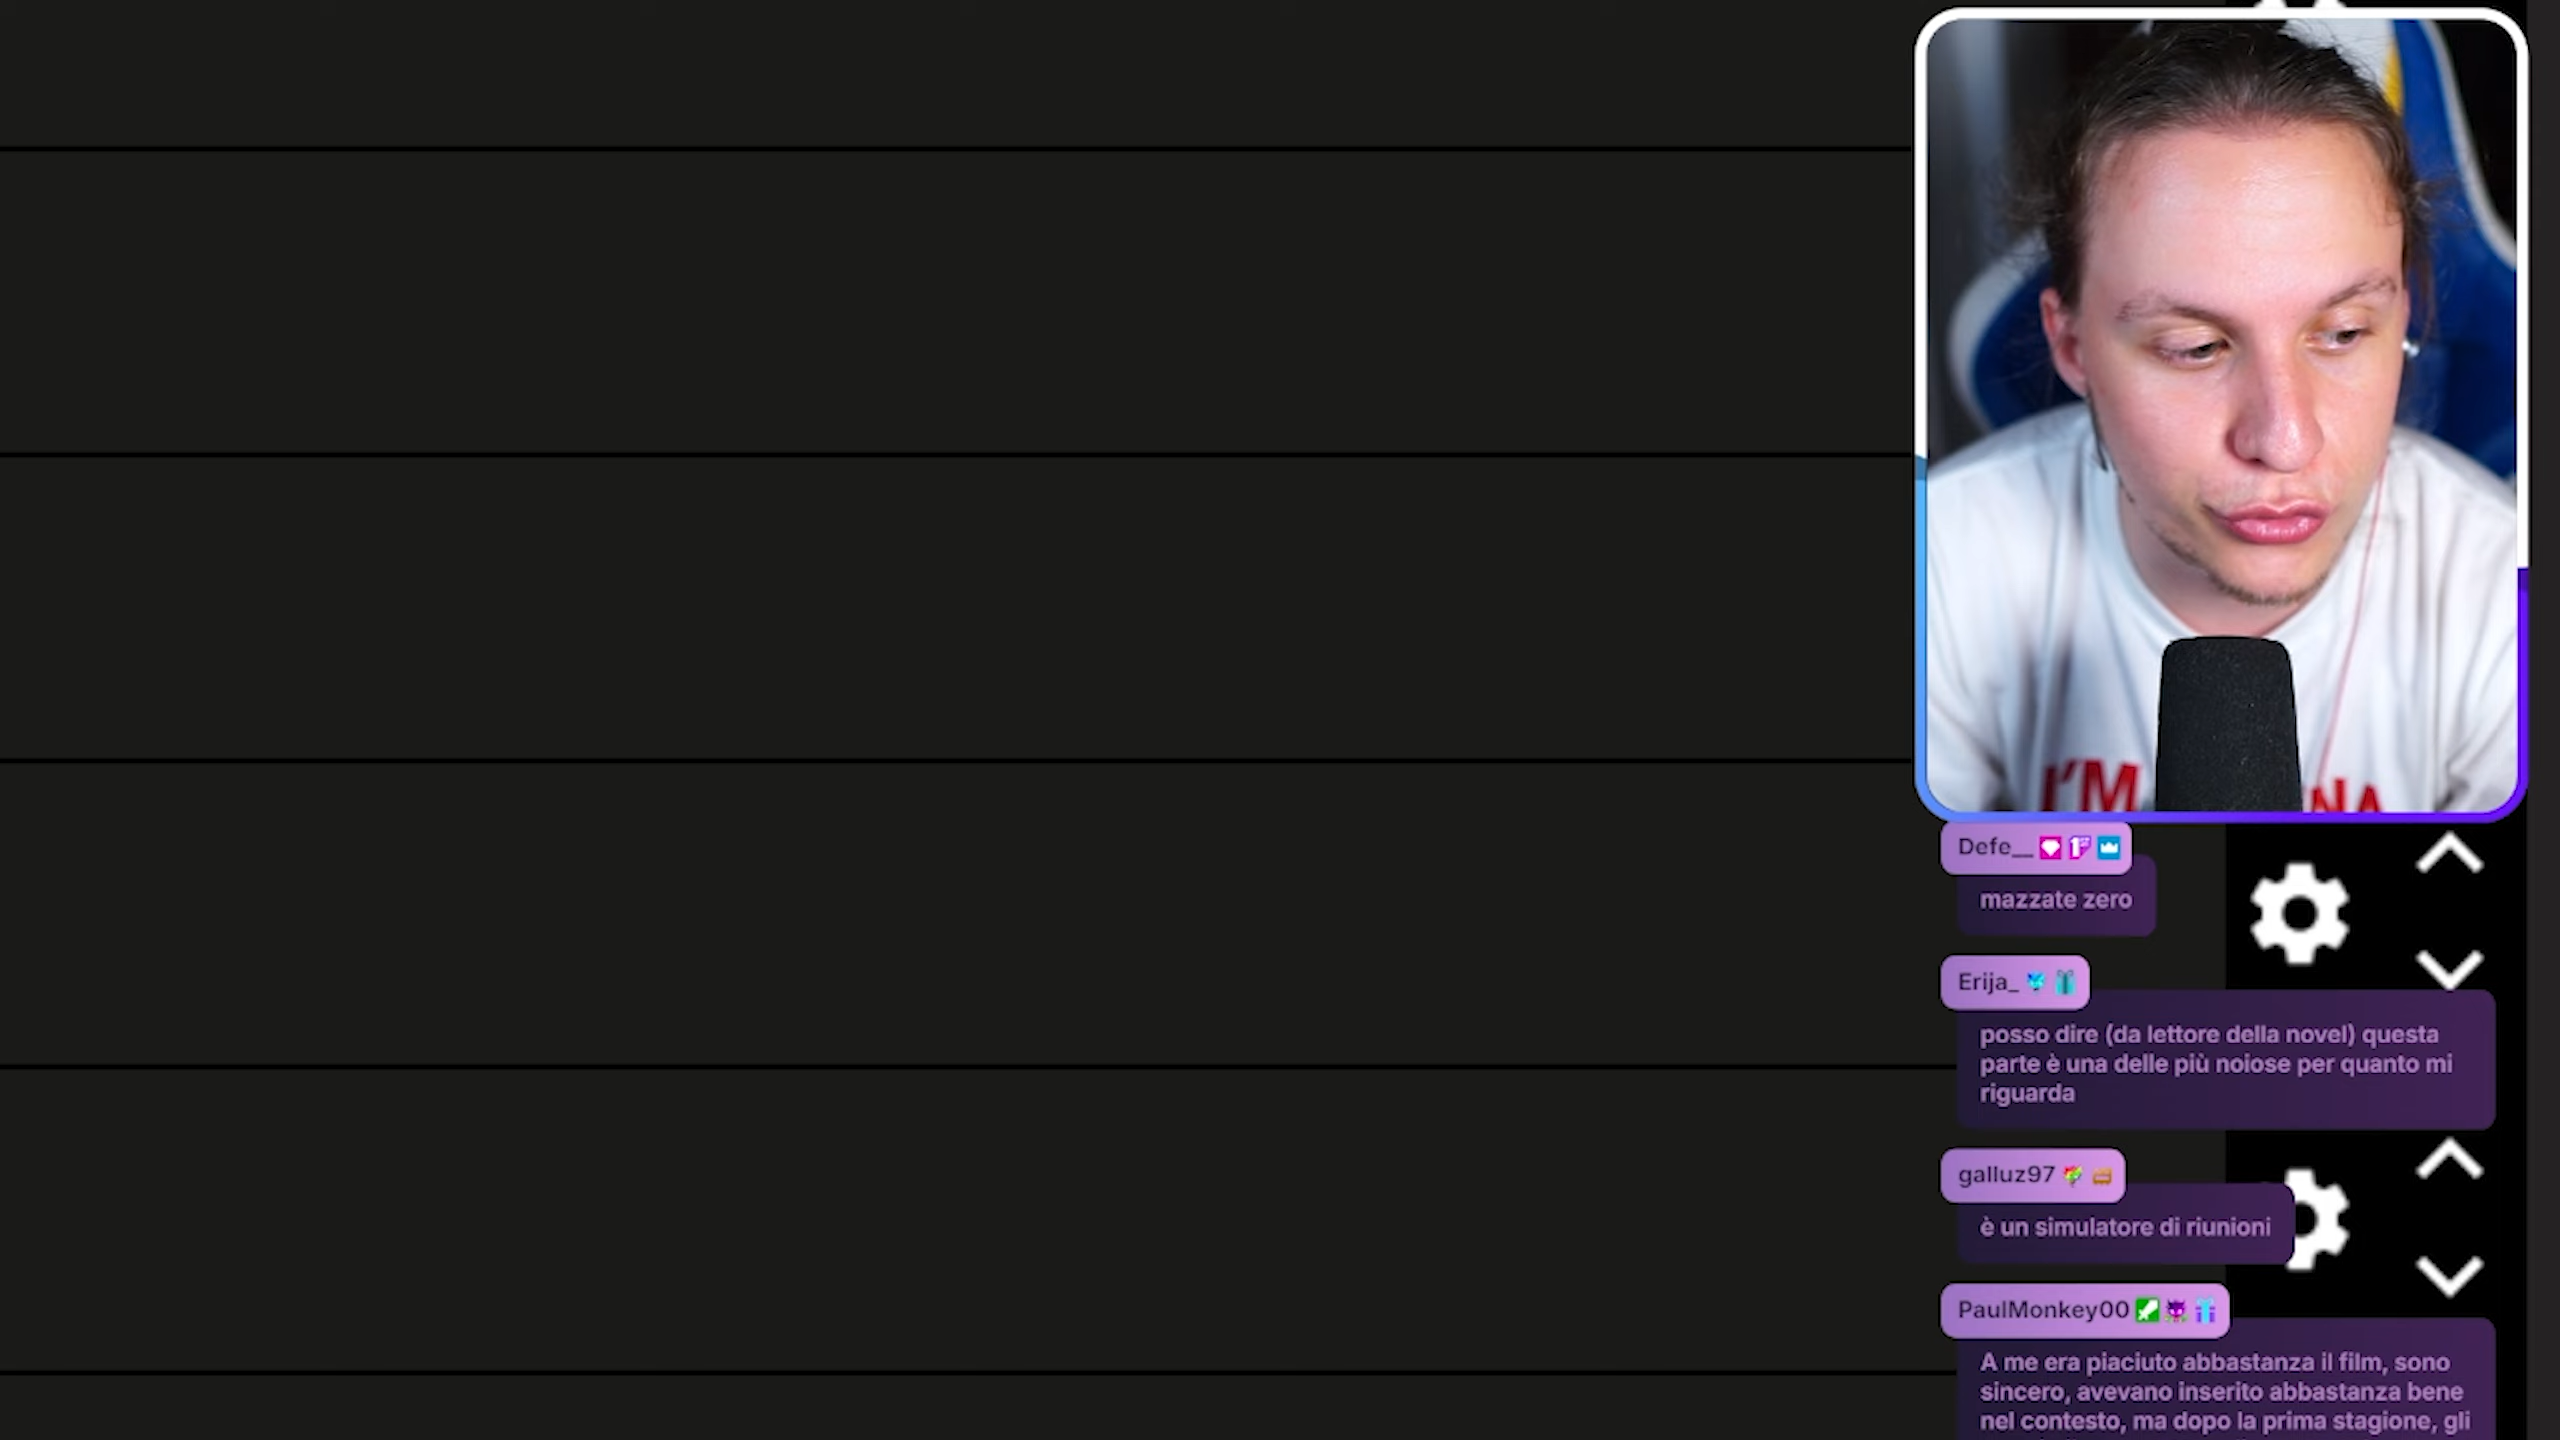 I'M
NA
Defe__
mazzate zero
Erija_
posso dire (da lettore della novel) questa
parte è una delle più noiose per quanto mi
riguarda
galluz97
è un simulatore di riunioni
PaulMonkey00
A me era piaciuto abbastanza il film, sono
sincero, avevano inserito abbastanza bene
nel contesto, ma dopo la prima stagione, gli